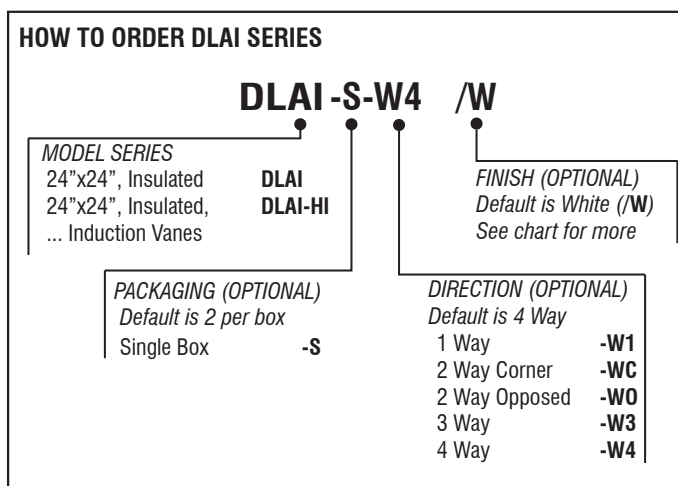 HOW TO ORDER DLAI SERIES
DLAI -S-W4 /W
MODEL SERIES
24”x24”, Insulated DLAI
24”x24”, Insulated, DLAI-HI
... Induction Vanes
FINISH (OPTIONAL)
Default is White (/W)
See chart for more
PACKAGING (OPTIONAL)
Default is 2 per box
Single Box -S
DIRECTION (OPTIONAL)
Default is 4 Way
1 Way -W1
2 Way Corner -WC
2 Way Opposed -WO
3 Way -W3
4 Way -W4